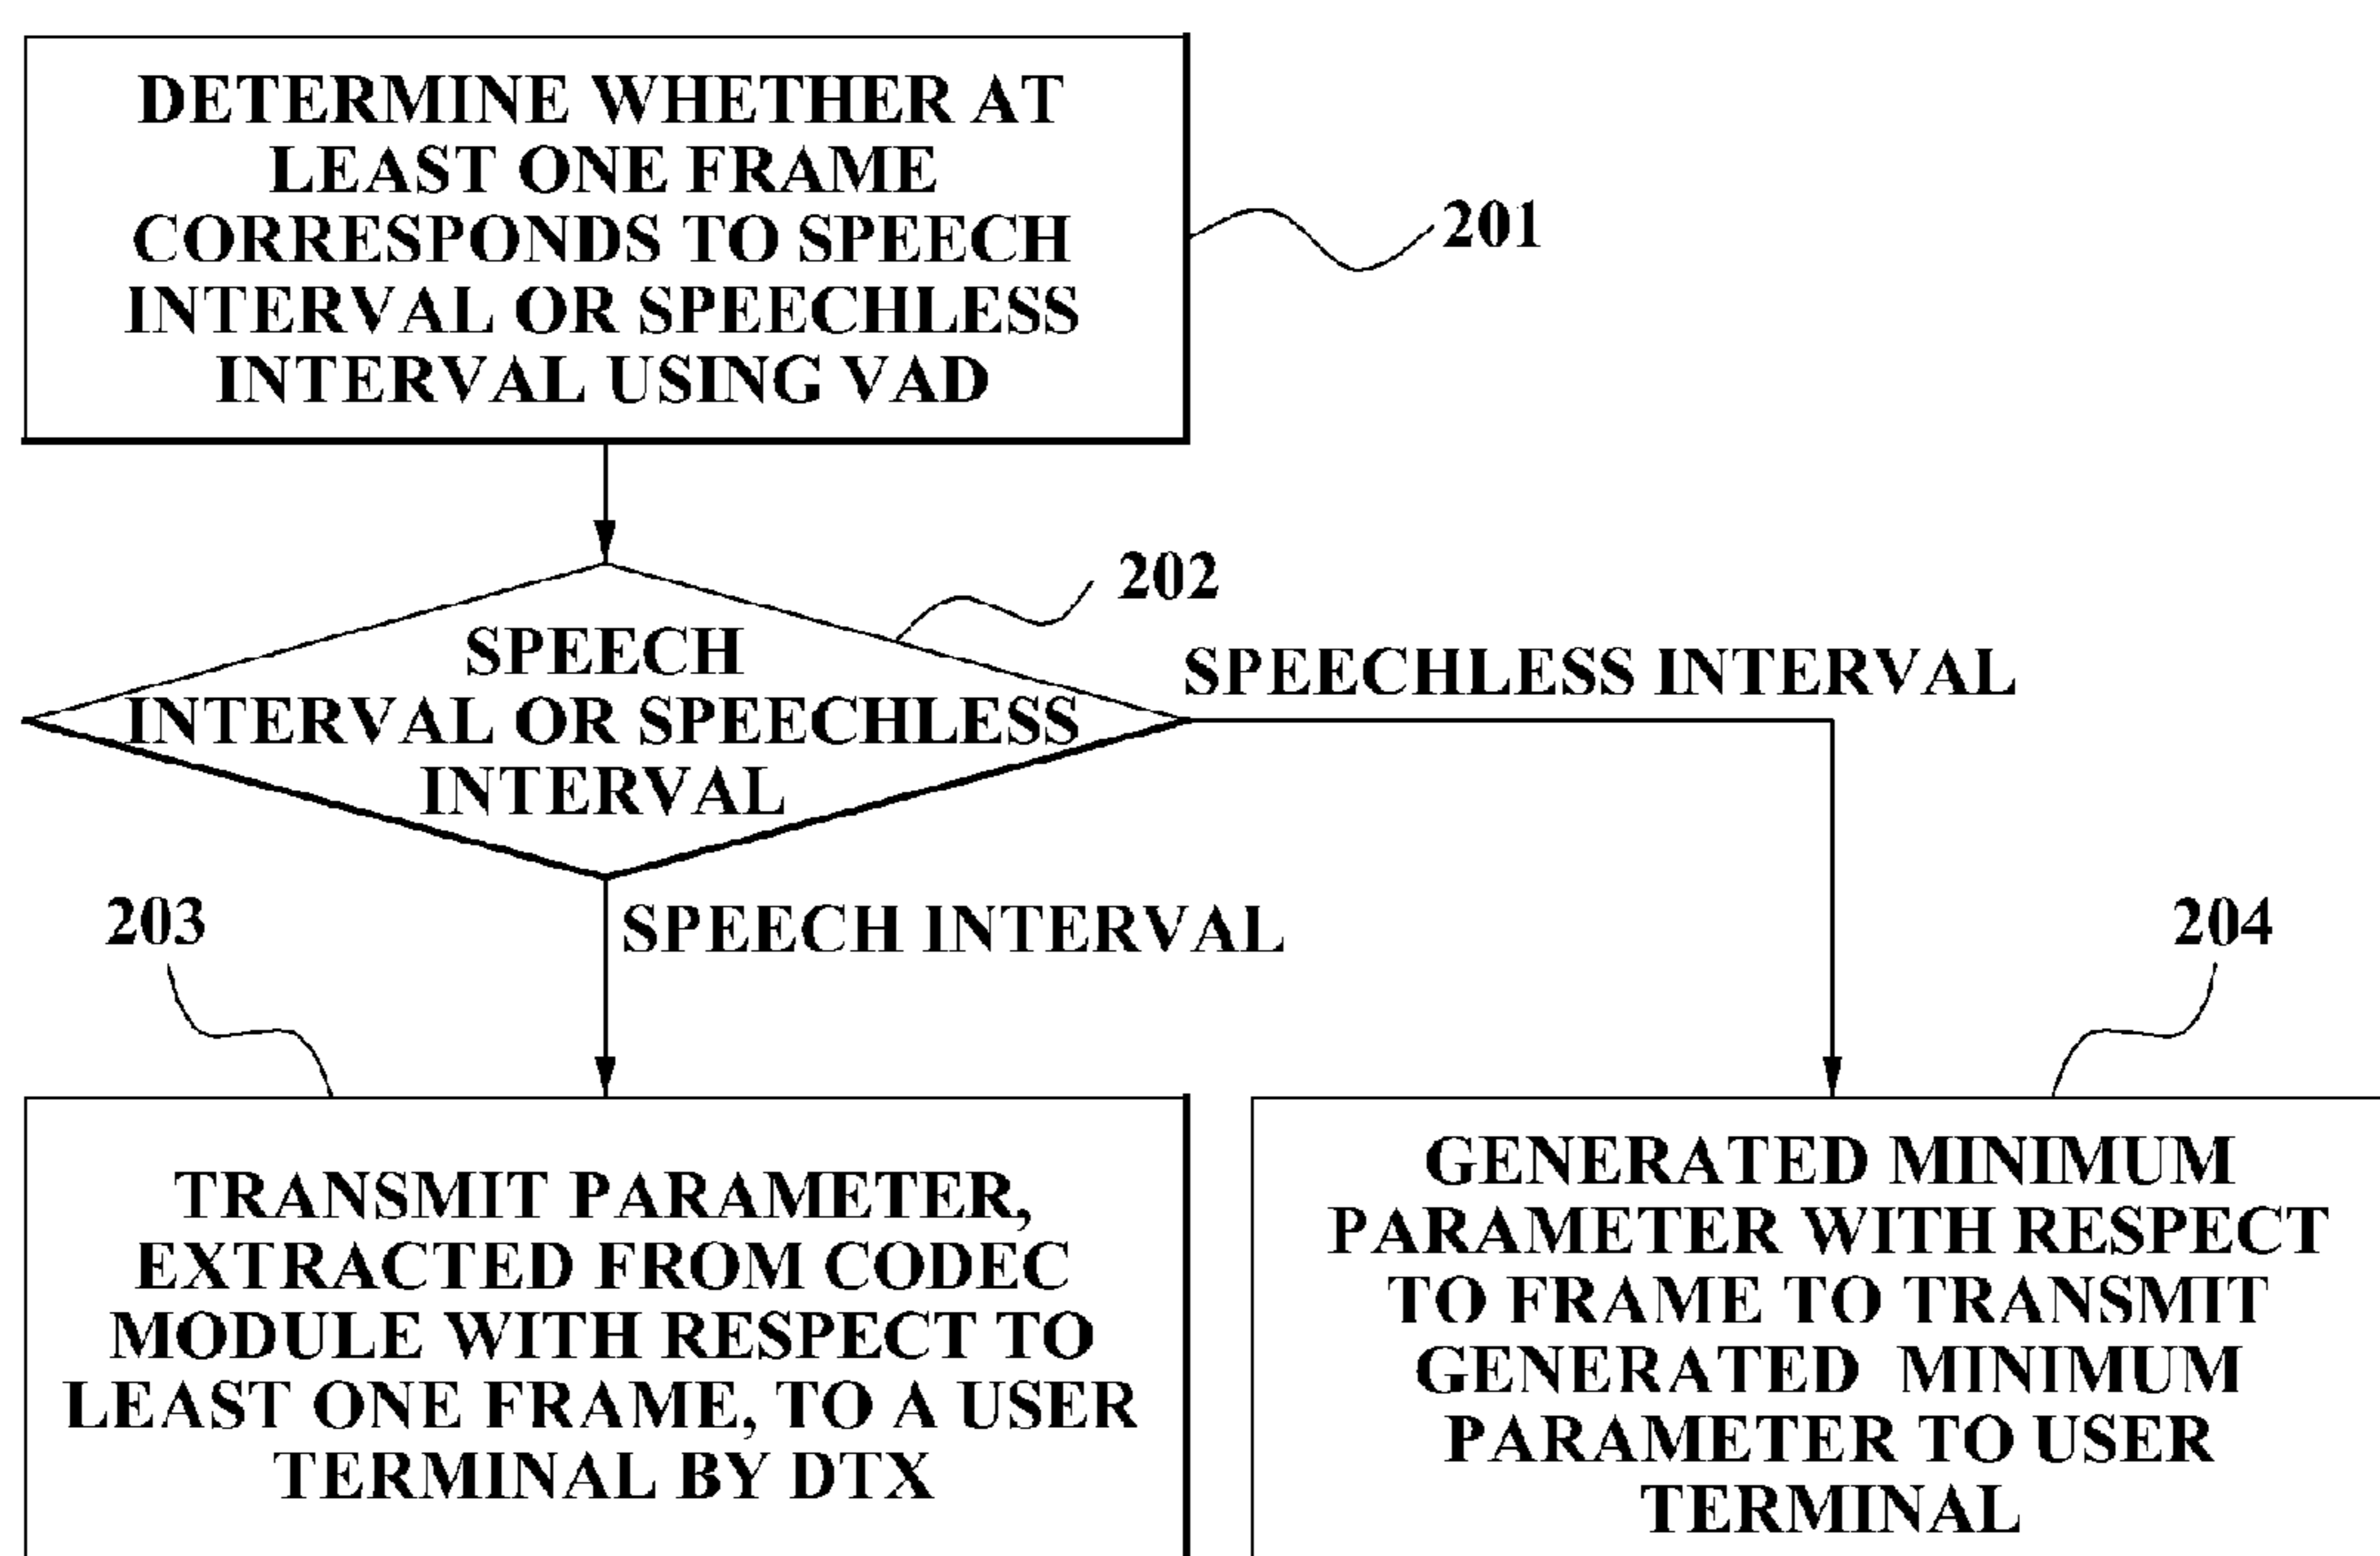 DETERMINE WHETHER AT
LEAST ONE FRAME
CORRESPONDS TO SPEECH
INTERVAL OR SPEECHLESS
INTERVAL USING VAD
201
202
SPEECH
INTERVAL OR SPEECHLESS
INTERVAL
SPEECHLESS INTERVAL
SPEECH INTERVAL
203
TRANSMIT PARAMETER,
EXTRACTED FROM CODEC
MODULE WITH RESPECT TO
LEAST ONE FRAME, TO A USER
TERMINAL BY DTX
204
GENERATED MINIMUM
PARAMETER WITH RESPECT
TO FRAME TO TRANSMIT
GENERATED MINIMUM
PARAMETER TO USER
TERMINAL